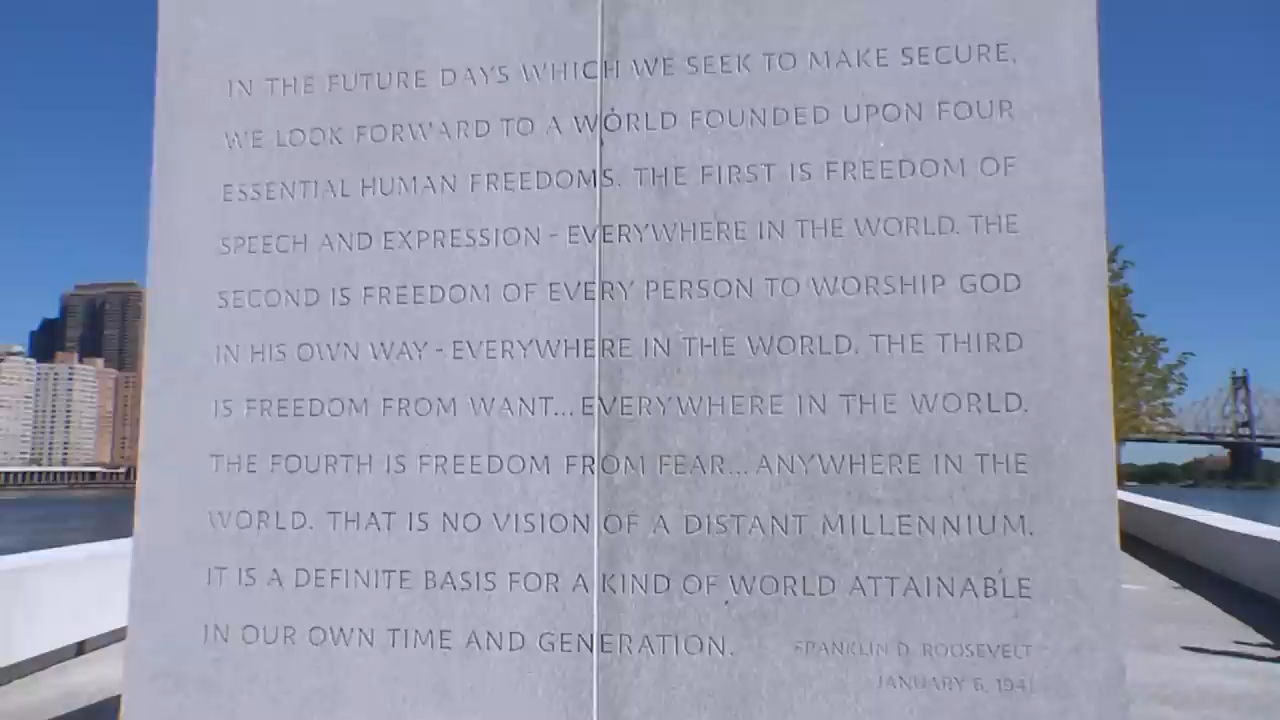 IN THE FUTURE DAYS WHICH WE SEEK TO MAKE SECURE,
WE LOOK FORWARD TO A WORLD FOUNDED UPON FOUR
ESSENTIAL HUMAN FREEDOMS. THE FIRST IS FREEDOM OF
SPEECH AND EXPRESSION - EVERYWHERE IN THE WORLD. THE
SECOND IS FREEDOM OF EVERY PERSON TO WORSHIP GOD
IN HIS OWN WAY - EVERYWHERE IN THE WORLD. THE THIRD
IS FREEDOM FROM WANT... EVERYWHERE IN THE WORLD.
THE FOURTH IS FREEDOM FROM FEAR... ANYWHERE IN THE
WORLD. THAT IS NO VISION OF A DISTANT MILLENNIUM.
IT IS A DEFINITE BASIS FOR A KIND OF WORLD ATTAINABLE
IN OUR OWN TIME AND GENERATION.
FRANKLIN D. ROOSEVELT
JANUARY 6, 1941